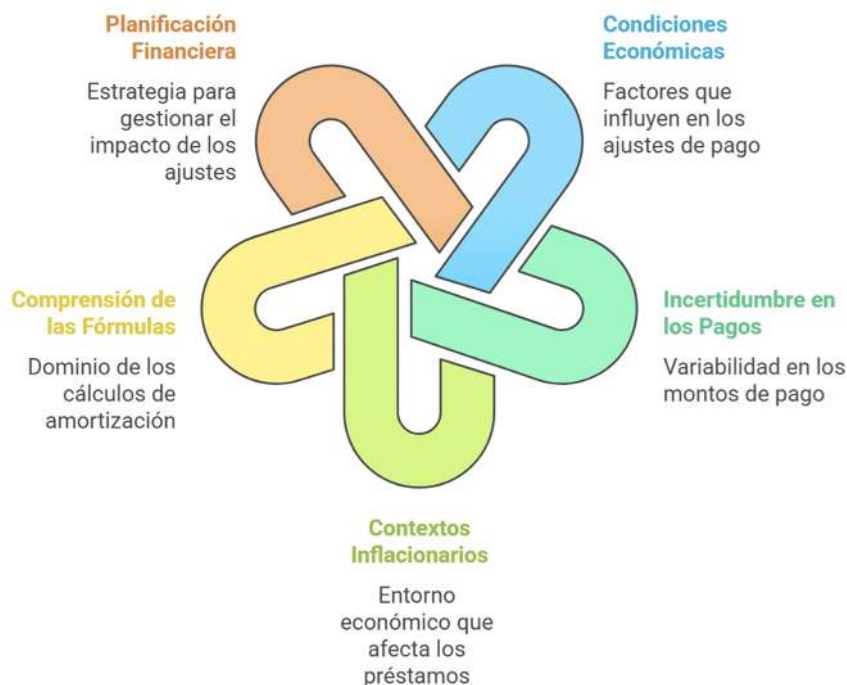 Planificación
Financiera
Estrategia para
gestionar el
impacto de los
ajustes
Condiciones
Económicas
Factores que
influyen en los
ajustes de pago
Comprensión de
las Fórmulas
Dominio de los
cálculos de
amortización
Incertidumbre en
los Pagos
Variabilidad en los
montos de pago
Contextos
Inflacionarios
Entorno
económico que
afecta los
préstamos